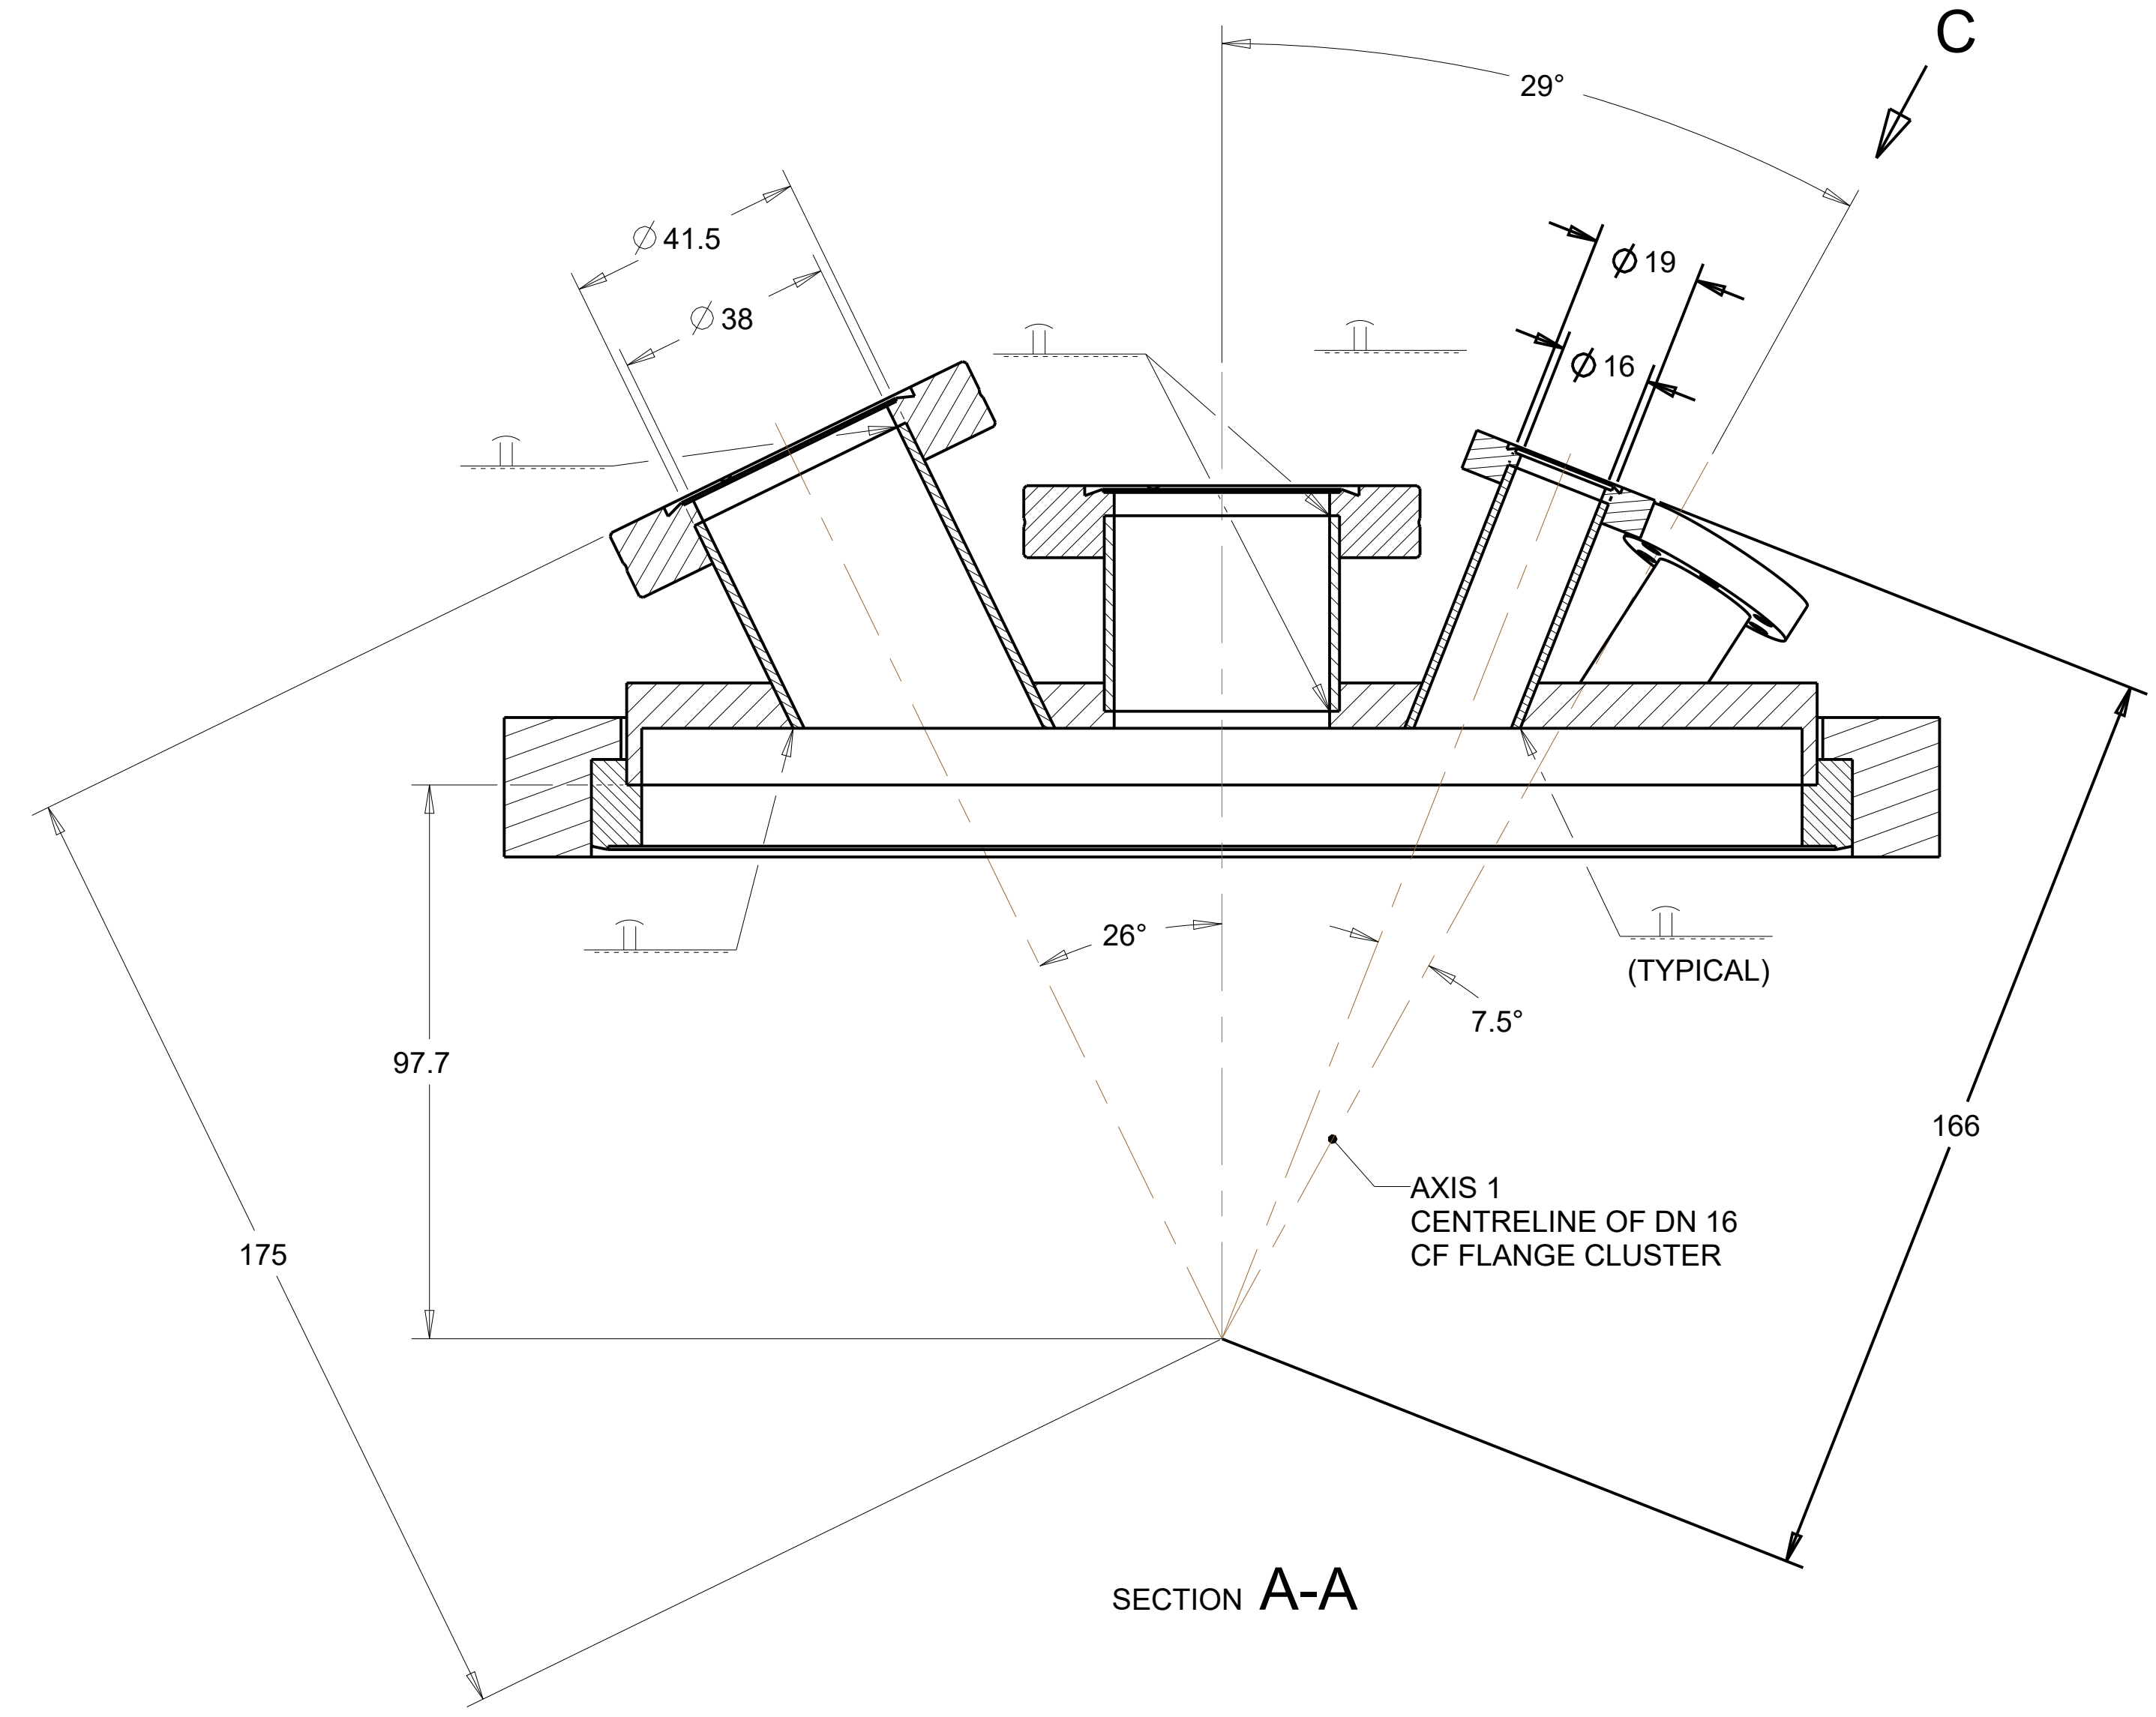 C
29°
Ø 41.5
Ø 19
Ø 38
Ø 16
26°
(TYPICAL)
7.5°
97.7
166
AXIS 1
CENTRELINE OF DN 16
CF FLANGE CLUSTER
175
SECTION A-A